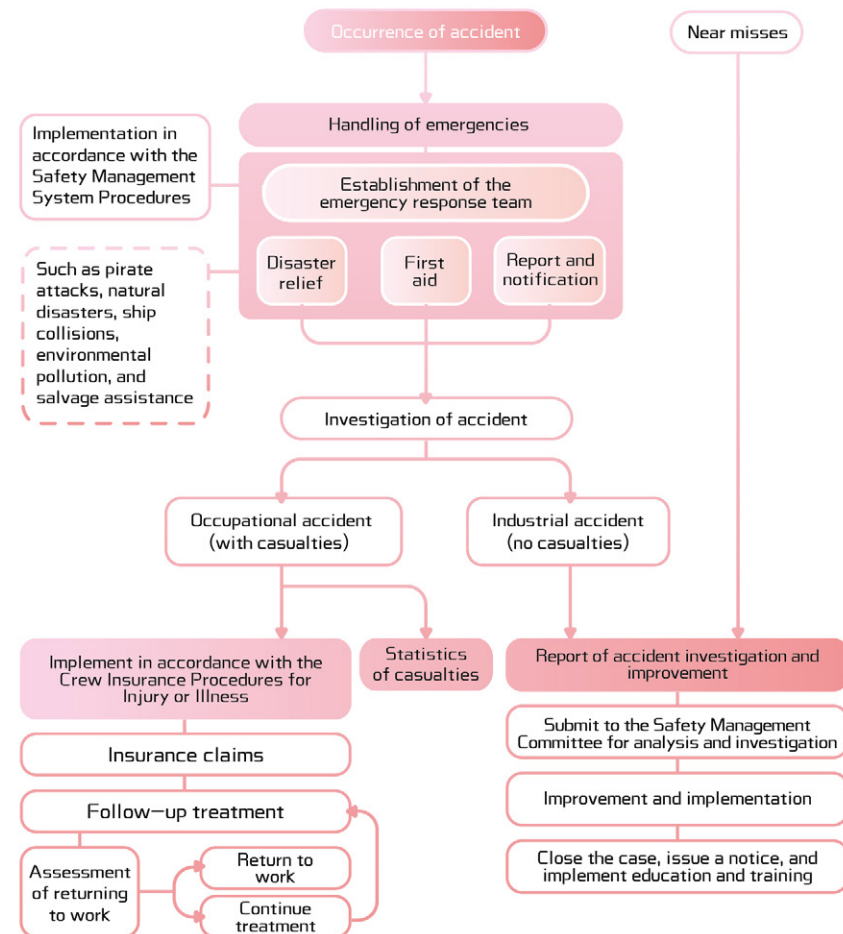 Occurrence of accident
Near misses
Handling of emergencies
Implementation in
accordance with the
Safety Management
System Procedures
Establishment of the
emergency response team
Disaster
relief
First
aid
Report and
notification
Such as pirate
attacks, natural
disasters, ship
collisions,
environmental
pollution, and
salvage assistance
Investigation of accident
Occupational accident
(with casualties)
Industrial accident
(no casualties)
Implement in accordance with the
Crew Insurance Procedures for
Injury or Illness
Statistics
of casualties
Report of accident investigation and
improvement
Submit to the Safety Management
Committee for analysis and investigation
Insurance claims
Improvement and implementation
Follow-up treatment
Close the case, issue a notice, and
implement education and training
Assessment
of returning
to work
Return to
work
Continue
treatment